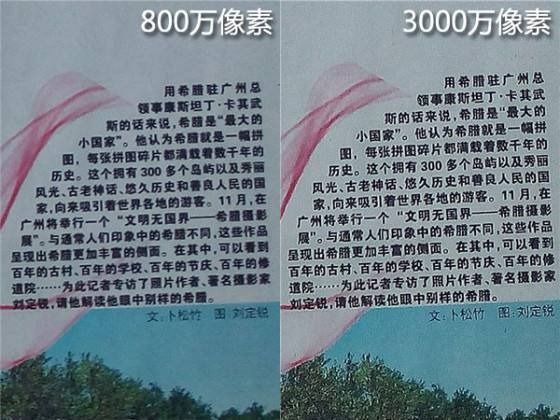 800万像素
用希腊驻广州总
领事康斯坦丁·卡其武
斯的话来说，希腊是“最大的
小国家”。他认为希腊就是一幅拼
图，每张拼图碎片都满载着数千年的
历史。这个拥有 300 多个岛屿以及秀丽
风光、古老神话、悠久历史和善良人民的国
家，向来吸引着世界各地的游客。11 月，在
广州将举行一个“文明无国界——希腊摄影
展”。与通常人们印象中的希腊不同，这些作品
呈现出希腊更加丰富的侧面。在其中，可以看到
百年的古村、百年的学校、百年的节庆、百年的修
道院……为此记者专访了照片作者、著名摄影家
刘定锐，请他解读他眼中别样的希腊。
文：卜松竹 图：刘定锐
3000万像素
用希腊驻广州总
领事康斯坦丁·卡其武
斯的话来说，希腊是“最大的
小国家”。他认为希腊就是一幅拼
图，每张拼图碎片都满载着数千年的
历史。这个拥有 300 多个岛屿以及秀丽
风光、古老神话、悠久历史和善良人民的国
家，向来吸引着世界各地的游客。11 月，在
广州将举行一个“文明无国界——希腊摄影
展”。与通常人们印象中的希腊不同，这些作品
呈现出希腊更加丰富的侧面。在其中，可以看到
百年的古村、百年的学校、百年的节庆、百年的修
道院……为此记者专访了照片作者、著名摄影家
刘定锐，请他解读他眼中别样的希腊。
文：卜松竹 图：刘定锐